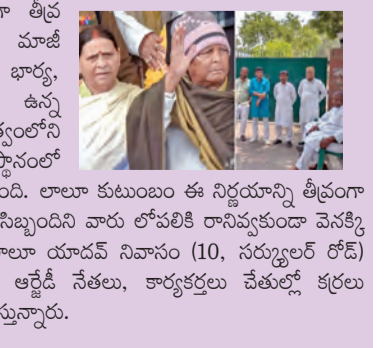 గా తీవ్ర
మాజీ
భార్య,
ఉన్న
త్వంలోని
స్థానంలో
ంది. లాలూ కుటుంబం ఈ నిర్ణయాన్ని తీవ్రంగా
సిబ్బందిని వారు లోపలికి రానివ్వకుండా వెనక్కి
లాలూ యాదవ్ నివాసం (10, సర్క్యులర్ రోడ్)
ఆర్జేడీ నేతలు, కార్యకర్తలు చేతుల్లో కర్రలు
స్తున్నారు.